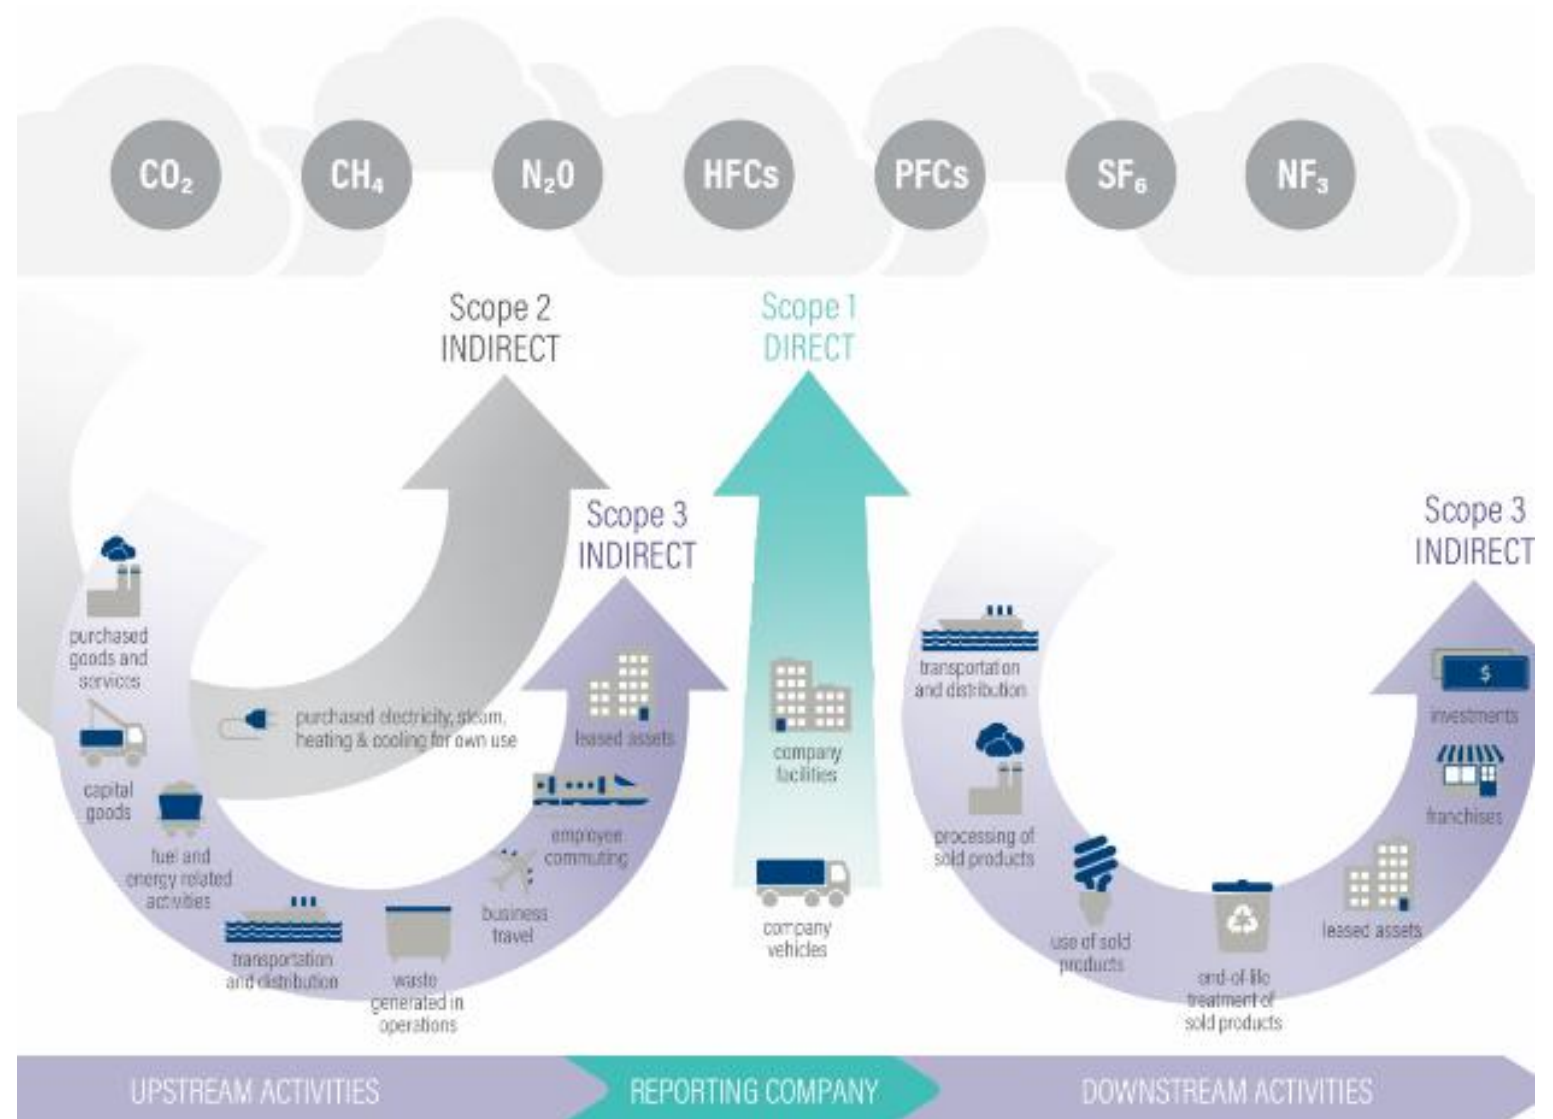 CO₂
CH₄
N₂O
HFCs
PFCs
SF₆
NF₃
Scope 2
INDIRECT
Scope 1
DIRECT
Scope 3
INDIRECT
Scope 3
INDIRECT
purchased
goods and
services
capital
goods
fuel and
energy related
activities
transportation
and distribution
waste
generated in
operations
business
travel
employee
commuting
leased assets
purchased electricity, steam,
heating & cooling for own use
company
facilities
company
vehicles
transportation
and distribution
processing of
sold products
use of sold
products
end-of-life
treatment of
sold products
leased assets
franchises
$
investments
UPSTREAM ACTIVITIES
REPORTING COMPANY
DOWNSTREAM ACTIVITIES